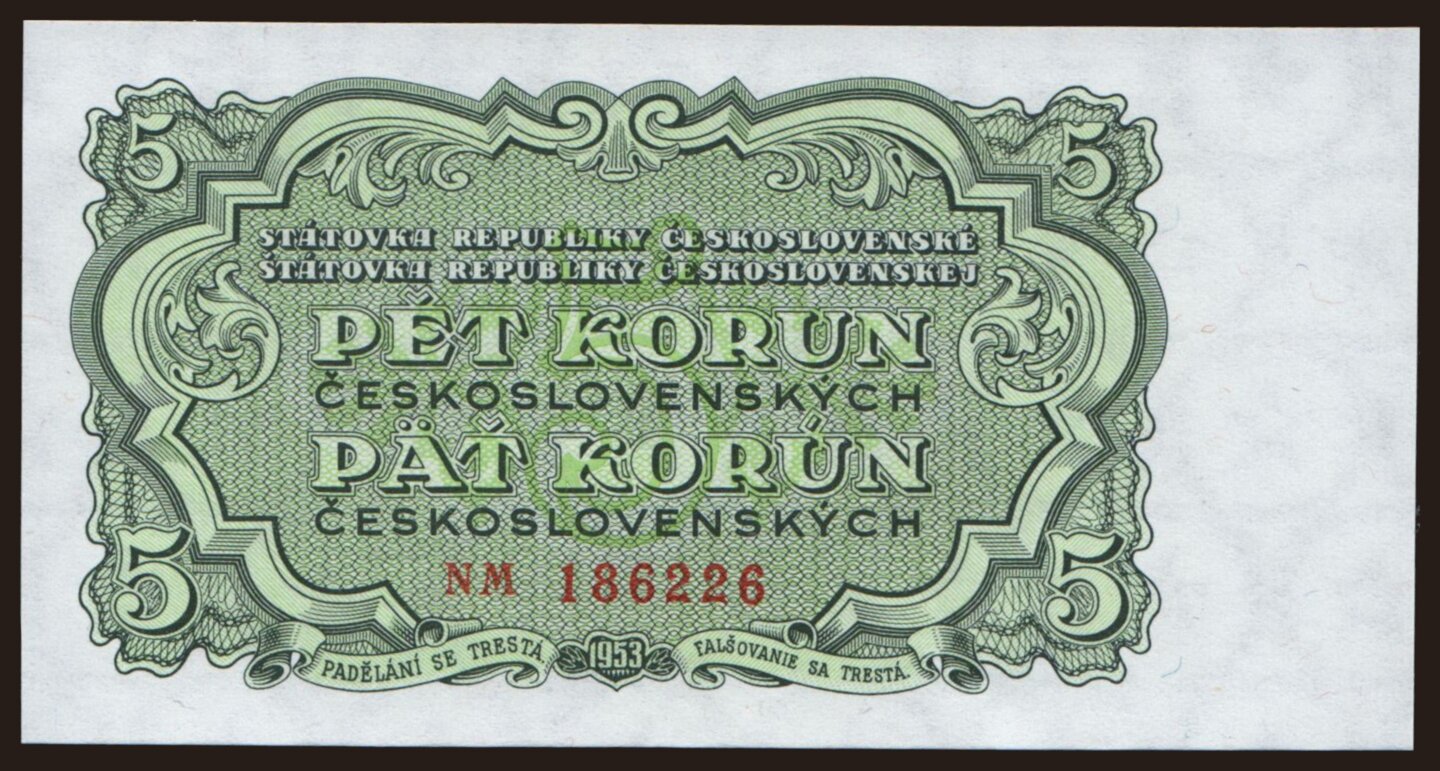 5 5
STÁTOVKA REPUBLIKY ČESKOSLOVENSKÉ
ŠTÁTOVKA REPUBLIKY ČESKOSLOVENSKEJ
PĚT KORUN
ČESKOSLOVENSKÝCH
PÄŤ KORÚN
ČESKOSLOVENSKÝCH
5 5
NM 186226
PADĚLÁNÍ SE TRESTÁ. 1953 FALŠOVANIE SA TRESTÁ.